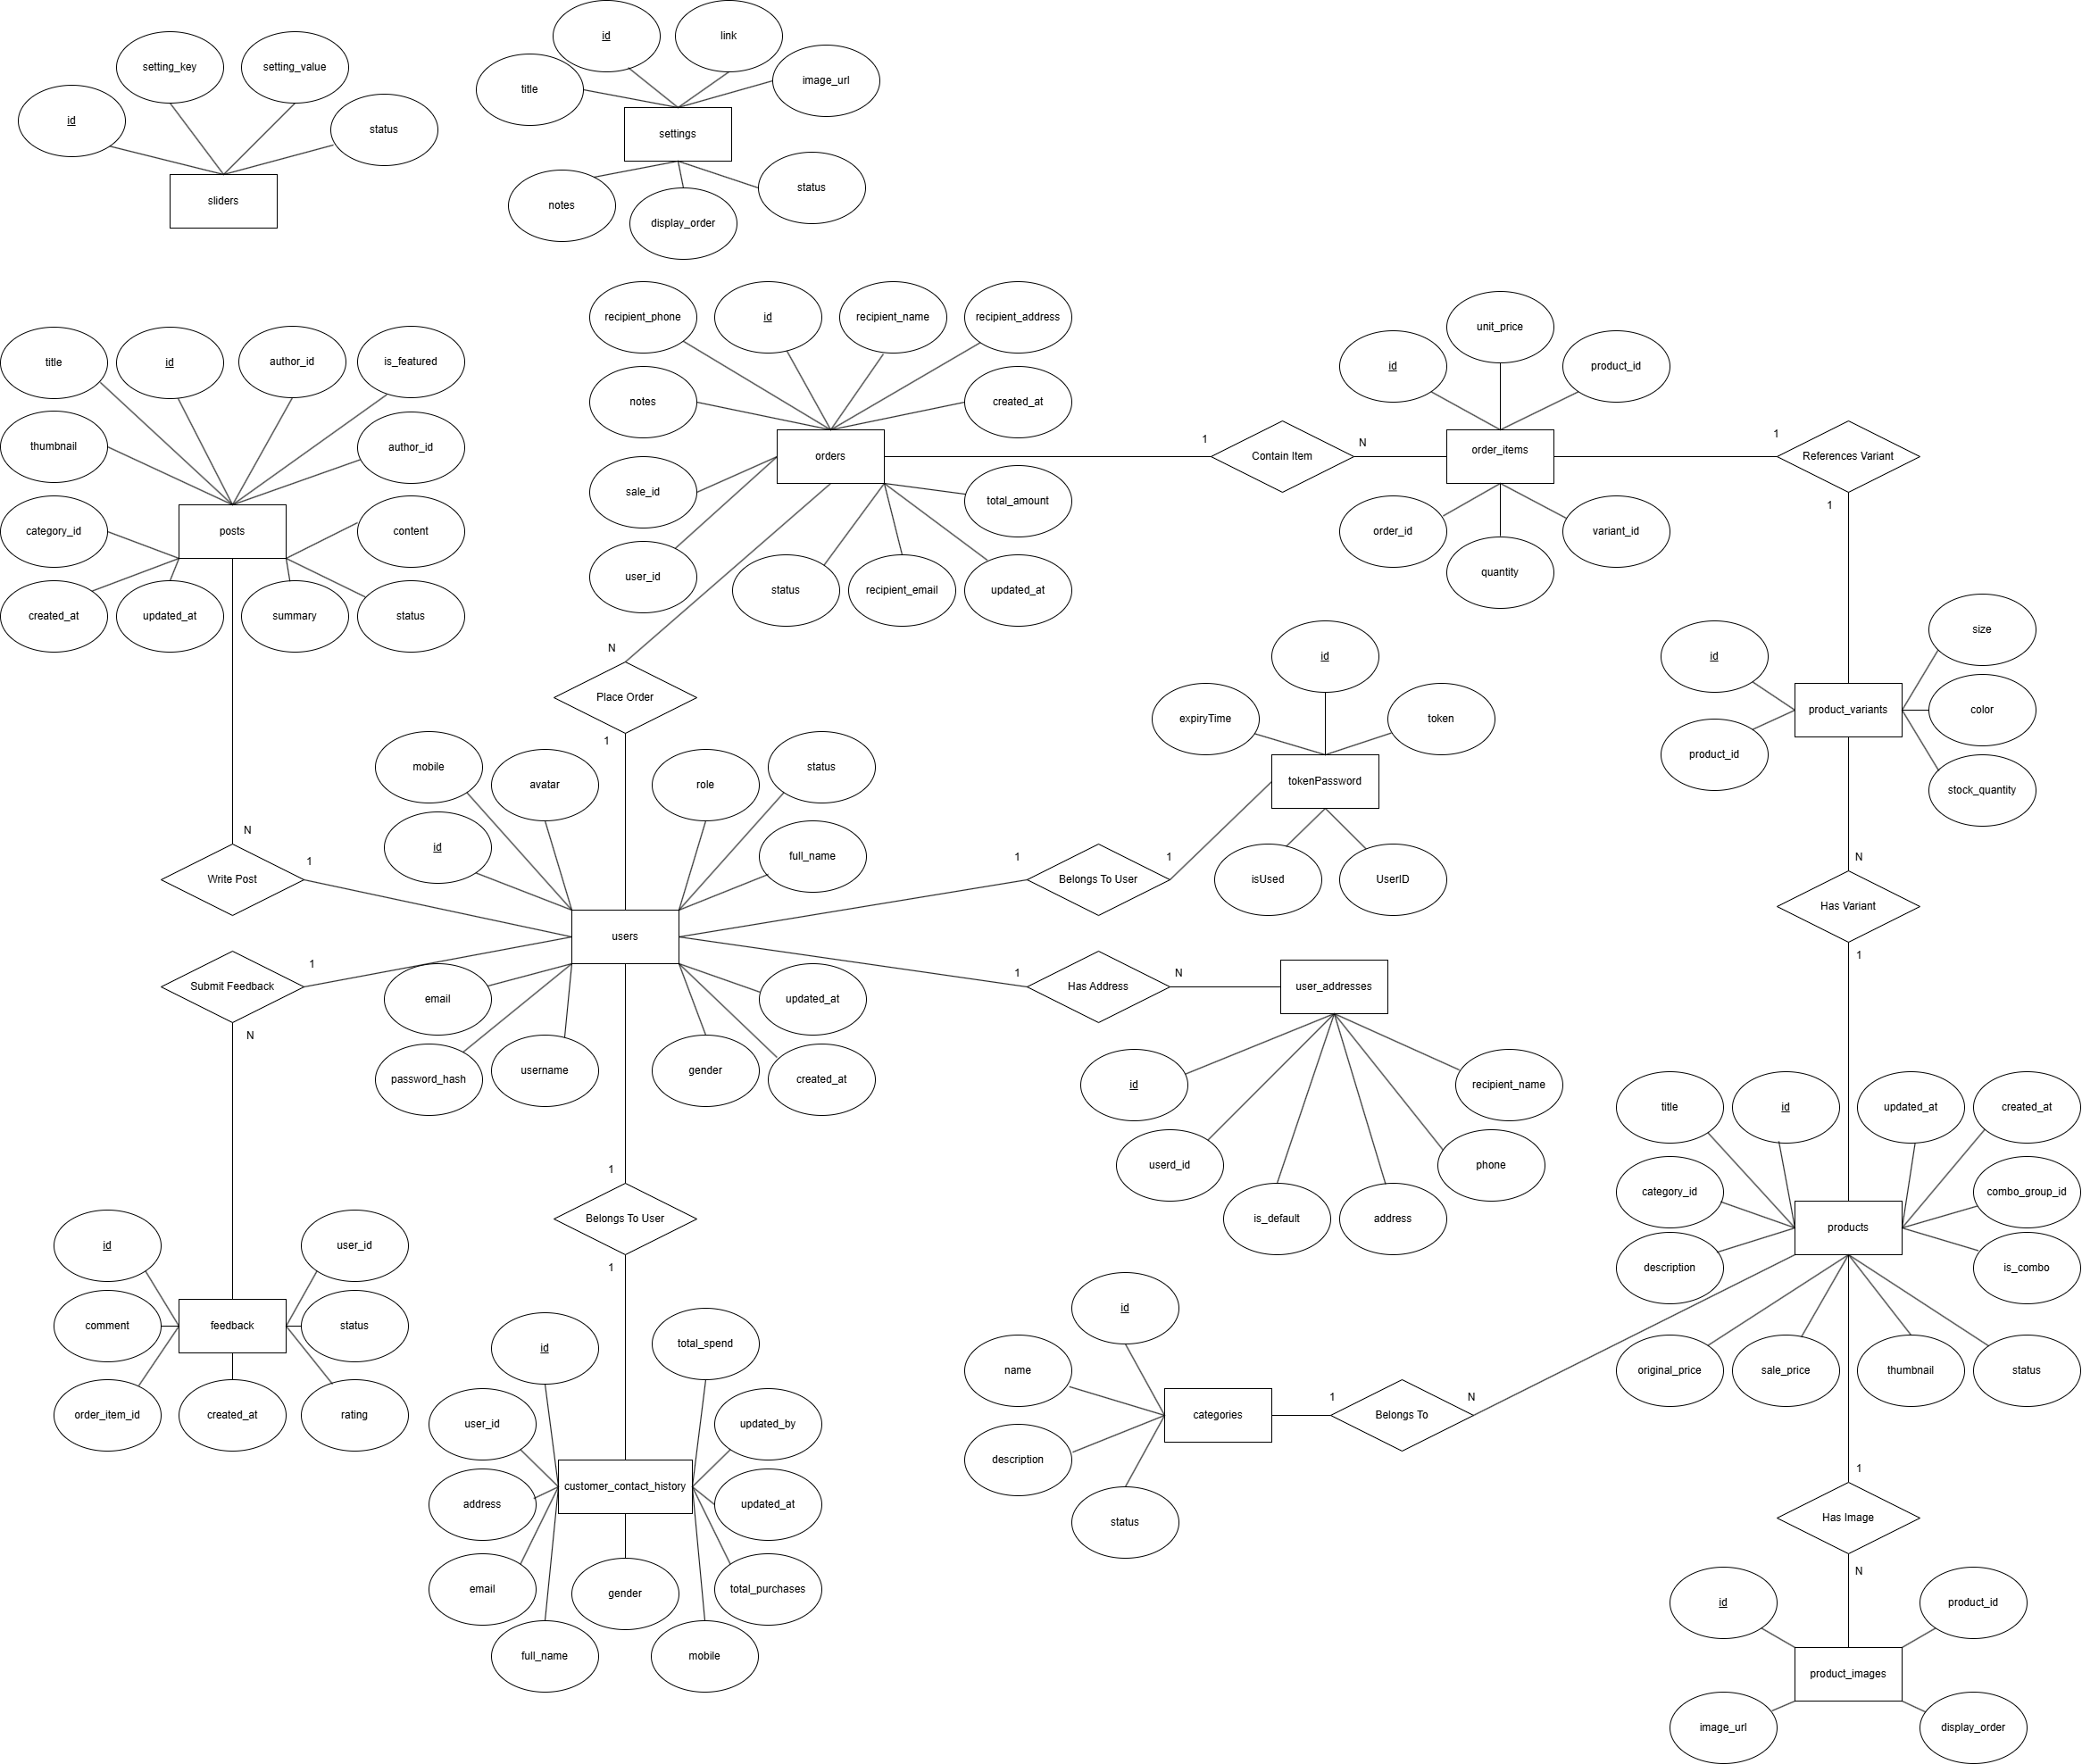 id
setting_key
setting_value
status
sliders
id
link
title
image_url
settings
notes
status
display_order
title
id
author_id
is_featured
thumbnail
author_id
posts
category_id
content
created_at
updated_at
summary
status
recipient_phone
id
recipient_name
recipient_address
notes
created_at
orders
sale_id
total_amount
user_id
status
recipient_email
updated_at
1
Contain Item
N
id
unit_price
product_id
order_items
order_id
quantity
variant_id
1
References Variant
1
id
size
product_variants
color
product_id
stock_quantity
N
Has Variant
1
N
Place Order
1
id
expiryTime
token
tokenPassword
isUsed
UserID
1
Belongs To User
1
N
Write Post
1
mobile
avatar
role
status
id
full_name
users
email
updated_at
password_hash
username
gender
created_at
1
Submit Feedback
N
1
Has Address
N
user_addresses
id
recipient_name
userd_id
phone
is_default
address
1
Belongs To User
1
id
user_id
comment
feedback
status
order_item_id
created_at
rating
id
total_spend
user_id
updated_by
customer_contact_history
address
updated_at
email
gender
total_purchases
full_name
mobile
id
name
categories
description
status
1
Belongs To
N
title
id
updated_at
created_at
category_id
combo_group_id
products
description
is_combo
original_price
sale_price
thumbnail
status
1
Has Image
N
id
product_id
product_images
image_url
display_order